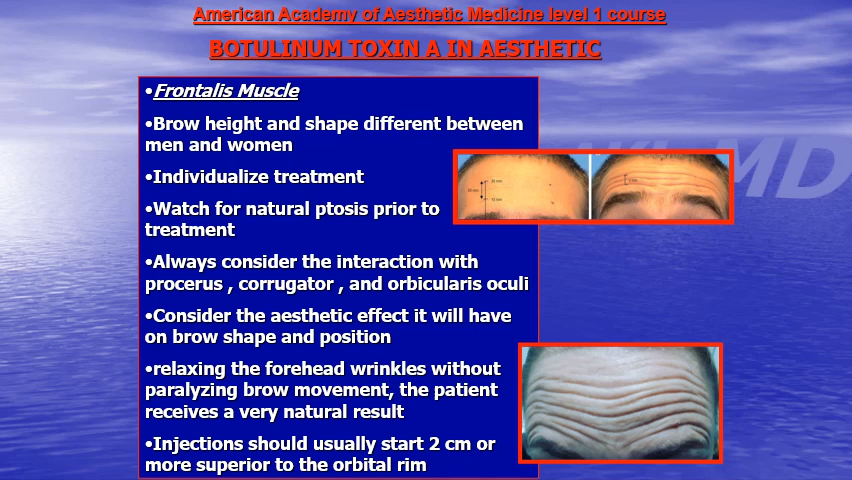 American Academy of Aesthetic Medicine level 1 course
BOTULINUM TOXIN A IN AESTHETIC
•Frontalis Muscle
•Brow height and shape different between
men and women
•Individualize treatment
•Watch for natural ptosis prior to
treatment
•Always consider the interaction with
procerus , corrugator , and orbicularis oculi
•Consider the aesthetic effect it will have
on brow shape and position
•relaxing the forehead wrinkles without
paralyzing brow movement, the patient
receives a very natural result
•Injections should usually start 2 cm or
more superior to the orbital rim
MD